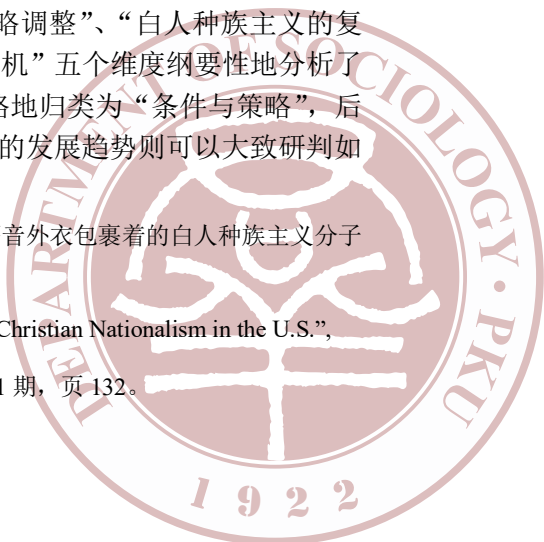 略调整”、“白人种族主义的复
机”五个维度纲要性地分析了
略地归类为“条件与策略”，后
的发展趋势则可以大致研判如
音外衣包裹着的白人种族主义分子
Christian Nationalism in the U.S.”,
1 期，页 132。
DEPARTMENT OF SOCIOLOGY · PKU
1922